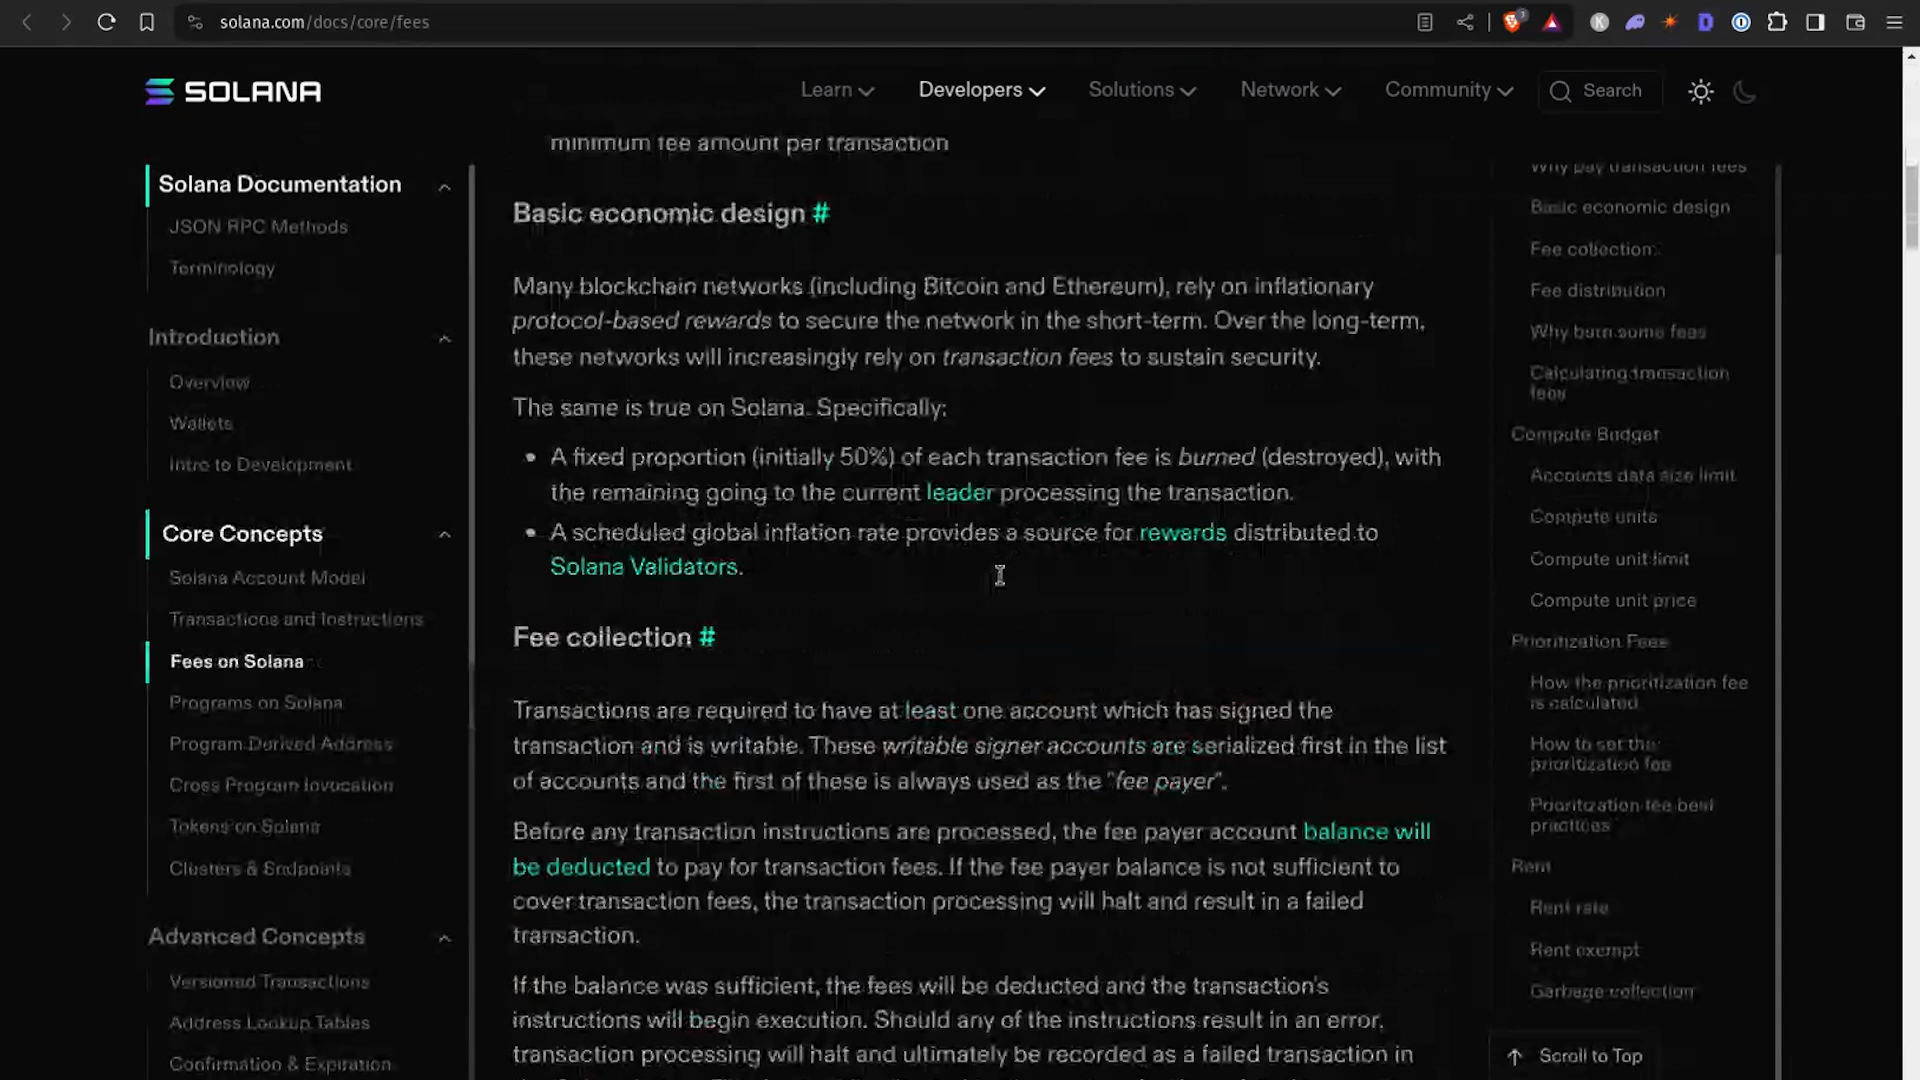 solana.com/docs/core/fees
SOLANA
Learn
Developers
Solutions
Network
Community
Search
Solana Documentation
JSON RPC Methods
Terminology
Introduction
Overview
Wallets
Intro to Development
Core Concepts
Solana Account Model
Transactions and Instructions
Fees on Solana
Programs on Solana
Program Derived Address
Cross Program Invocation
Tokens on Solana
Clusters & Endpoints
Advanced Concepts
Versioned Transactions
Address Lookup Tables
Confirmation & Expiration
minimum fee amount per transaction
Basic economic design #
Many blockchain networks (including Bitcoin and Ethereum), rely on inflationary
protocol-based rewards to secure the network in the short-term. Over the long-term,
these networks will increasingly rely on transaction fees to sustain security.
The same is true on Solana. Specifically:
• A fixed proportion (initially 50%) of each transaction fee is burned (destroyed), with
the remaining going to the current leader processing the transaction.
• A scheduled global inflation rate provides a source for rewards distributed to
Solana Validators.
Fee collection #
Transactions are required to have at least one account which has signed the
transaction and is writable. These writable signer accounts are serialized first in the list
of accounts and the first of these is always used as the "fee payer".
Before any transaction instructions are processed, the fee payer account balance will
be deducted to pay for transaction fees. If the fee payer balance is not sufficient to
cover transaction fees, the transaction processing will halt and result in a failed
transaction.
If the balance was sufficient, the fees will be deducted and the transaction's
instructions will begin execution. Should any of the instructions result in an error,
transaction processing will halt and ultimately be recorded as a failed transaction in
Why pay transaction fees
Basic economic design
Fee collection
Fee distribution
Why burn some fees
Calculating transaction
fees
Compute Budget
Accounts data size limit
Compute units
Compute unit limit
Compute unit price
Prioritization Fees
How the prioritization fee
is calculated
How to set the
prioritization fee
Prioritization fee best
practices
Rent
Rent rate
Rent exempt
Garbage collection
Scroll to Top